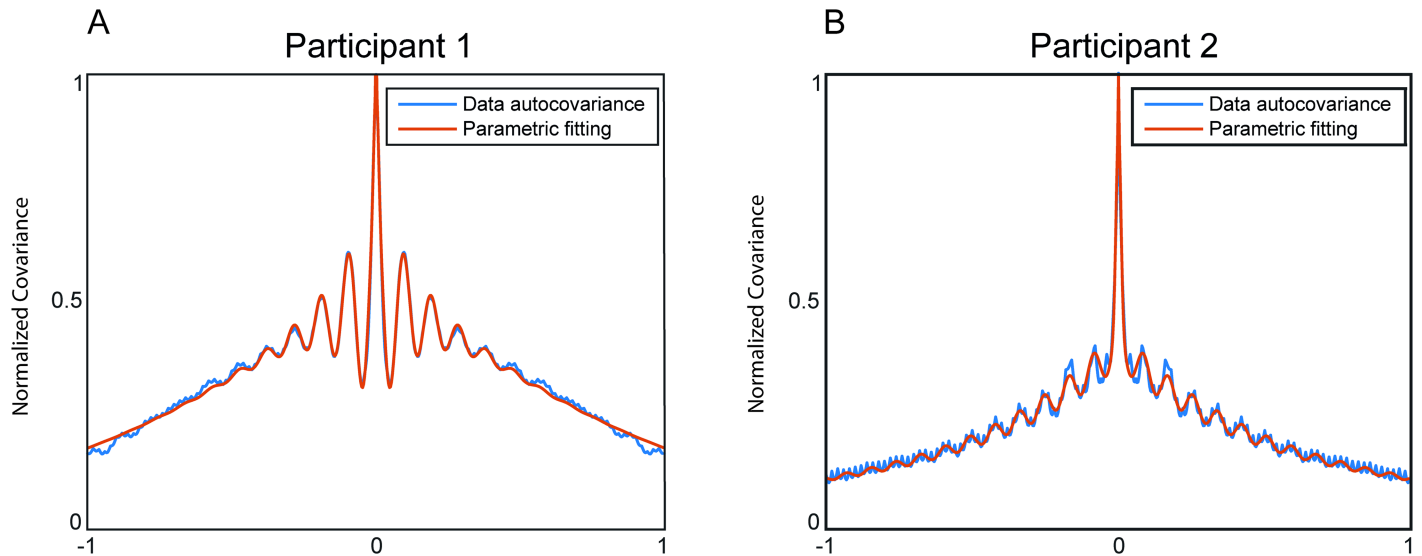 A
Participant 1
1
0.5
0
-1
0
1
Normalized Covariance
Data autocovariance
Parametric fitting
B
Participant 2
1
0.5
0
-1
0
1
Normalized Covariance
Data autocovariance
Parametric fitting